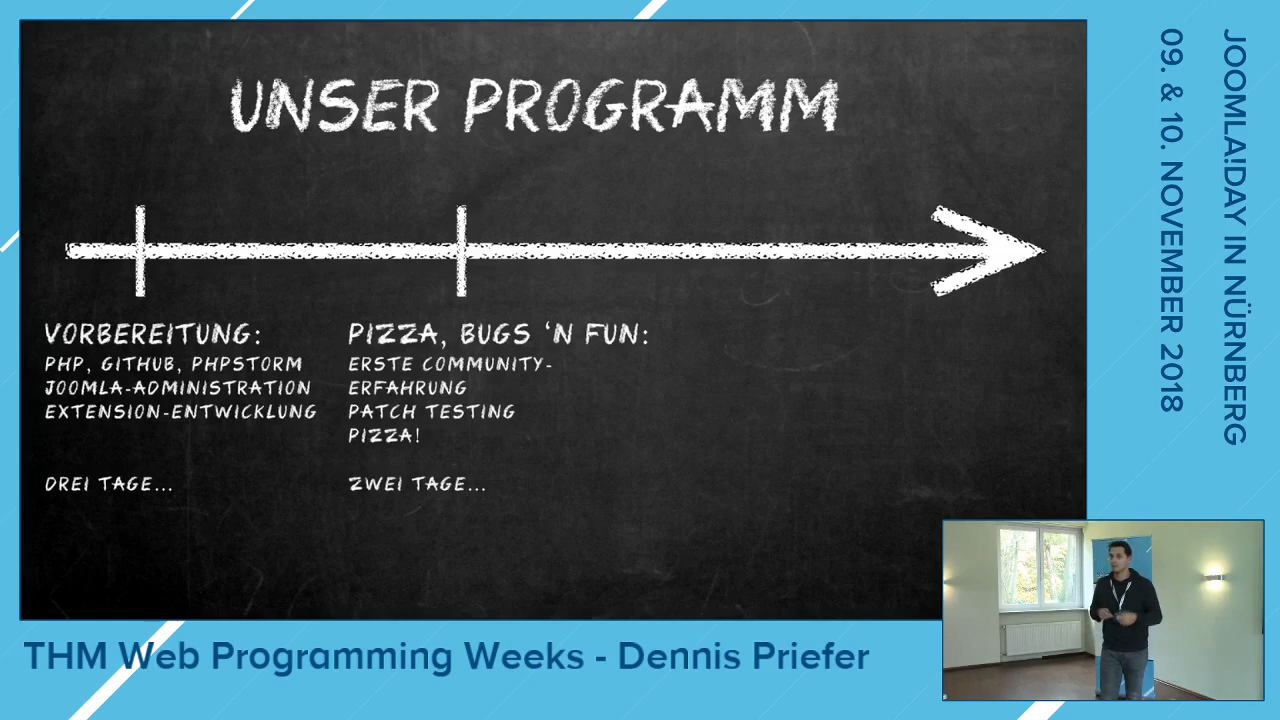 UNSER PROGRAMM
VORBEREITUNG:
PHP, GITHUB, PHPSTORM
JOOMLA-ADMINISTRATION
EXTENSION-ENTWICKLUNG
DREI TAGE...
PIZZA, BUGS 'N FUN:
ERSTE COMMUNITY-
ERFAHRUNG
PATCH TESTING
PIZZA!
ZWEI TAGE...
JOOMLA!DAY IN NÜRNBERG
09. & 10. NOVEMBER 2018
THM Web Programming Weeks - Dennis Priefer